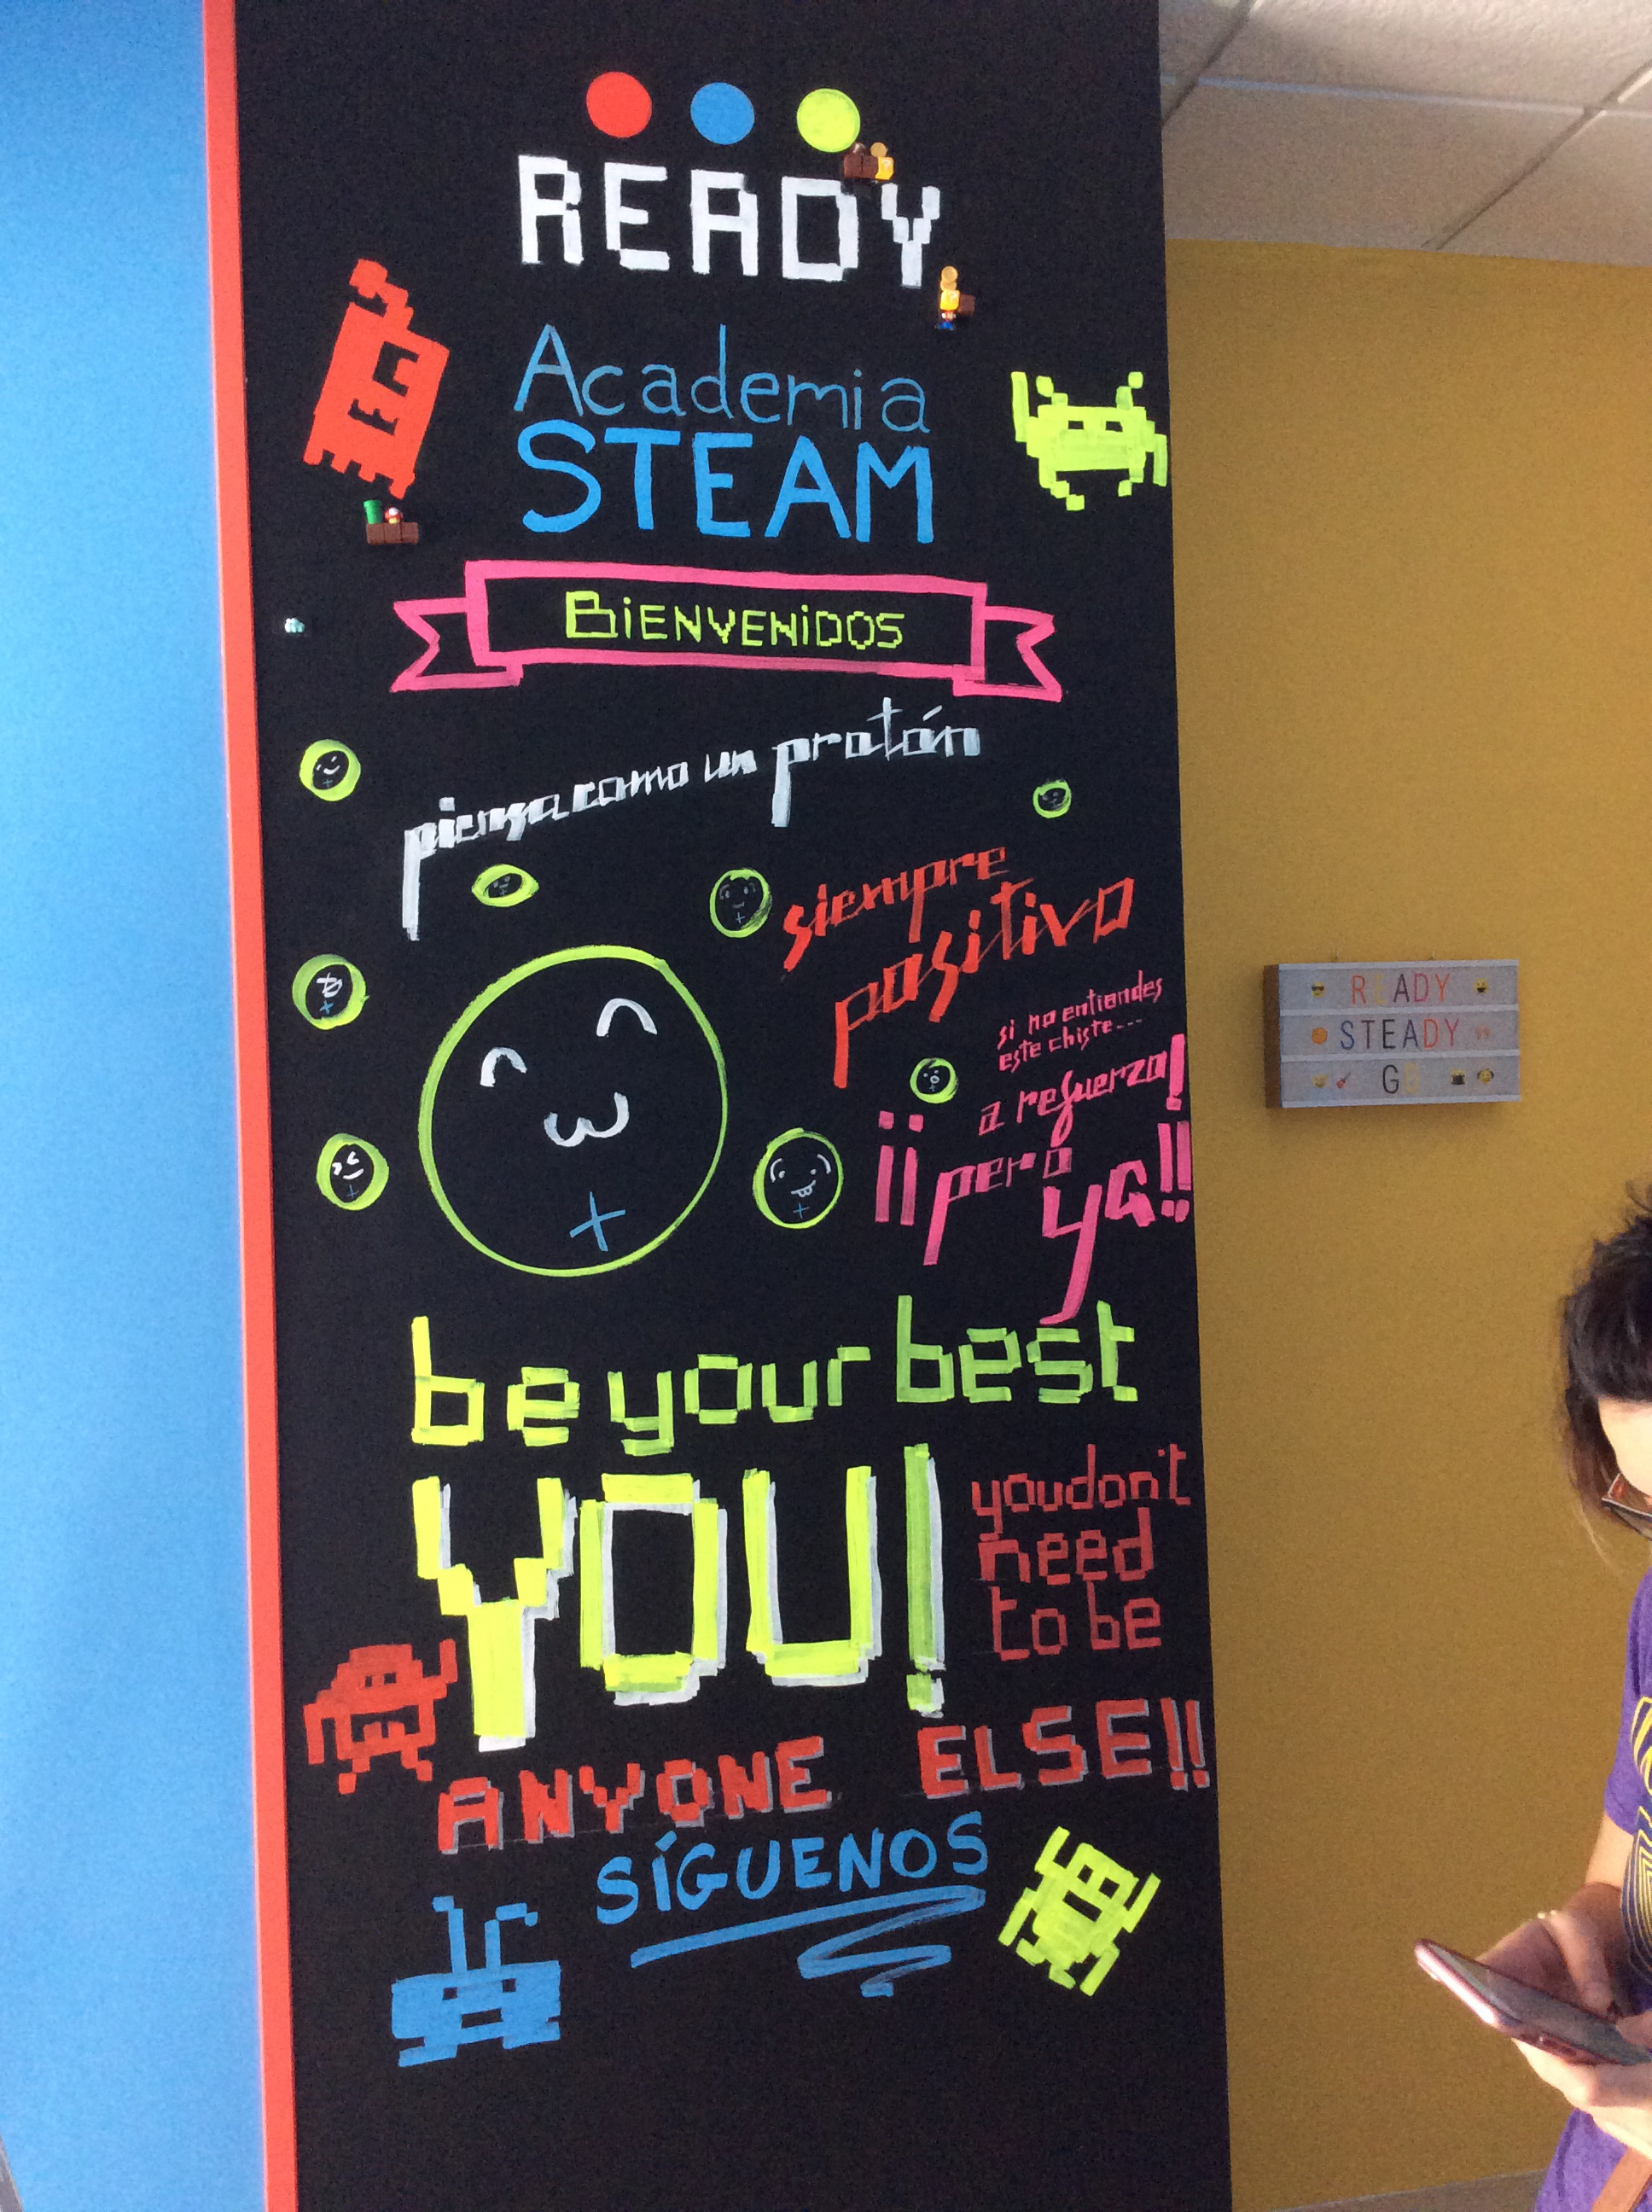 READY
Academia
STEAM
BIENVENIDOS
piensa como un protón
siempre
positivo
si no entiendes
este chiste...
a refuerzo!
¡¡pero
ya!!
be your best
YOU!
you don't
need
to be
ANYONE ELSE!!
SÍGUENOS
READY
STEADY
GO